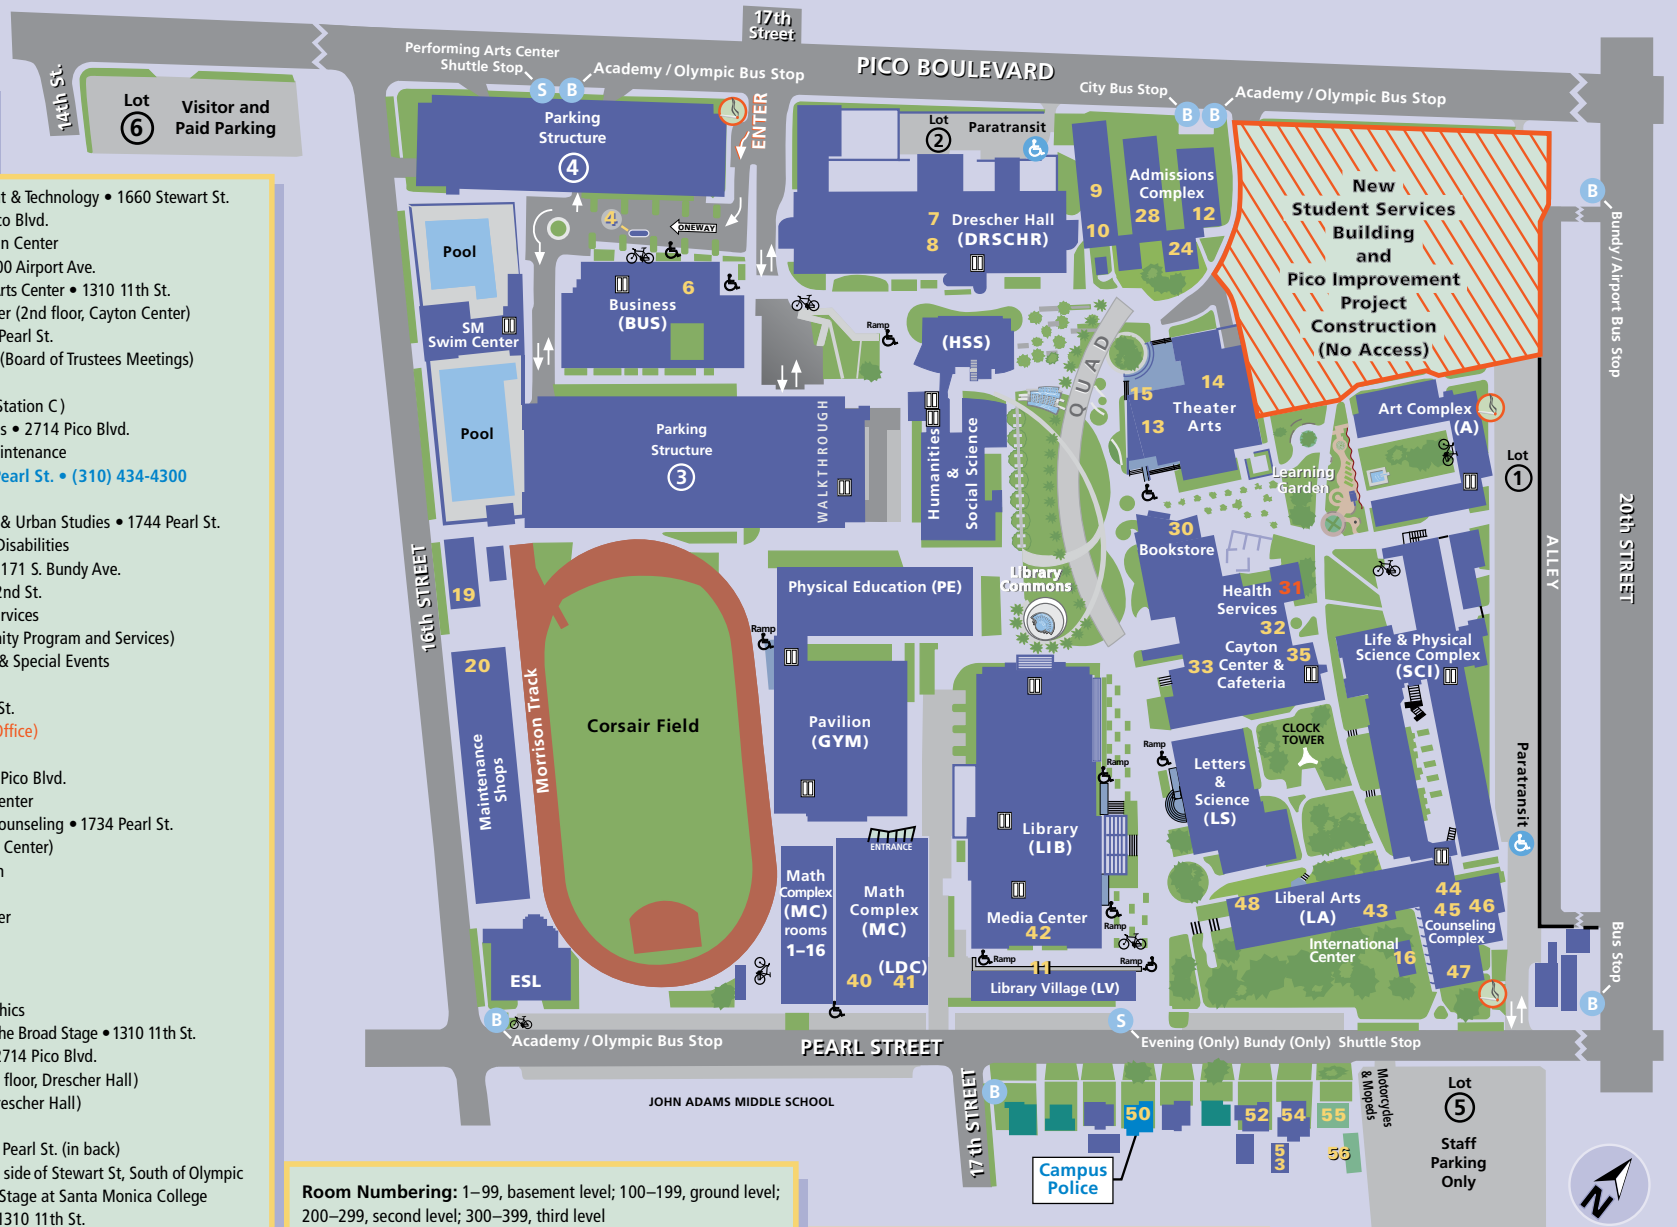 17th
Street
Performing Arts Center
Shuttle Stop
S
B
Academy / Olympic Bus Stop
PICO BOULEVARD
City Bus Stop
B
B
Academy / Olympic Bus Stop
14th St.
Lot
6
Visitor and
Paid Parking
Parking
Structure
4
ENTER
Lot
2
Paratransit
9
10
Admissions
Complex
28
12
24
New
Student Services
Building
and
Pico Improvement
Project
Construction
(No Access)
B
Bundy / Airport Bus Stop
4
ONEWAY
7
8
Drescher Hall
(DRSCHR)
Pool
SM
Swim Center
Pool
6
Business
(BUS)
Ramp
(HSS)
QUAD
15
14
13
Theater
Arts
Art Complex
(A)
Lot
1
Learning
Garden
Parking
Structure
3
WALKTHROUGH
Humanities
&
Social Science
ALLEY
20th STREET
30
Bookstore
Library
Commons
Health
Services
31
32
Cayton
Center &
Cafeteria
33
35
Life & Physical
Science Complex
(SCI)
16th STREET
19
20
Maintenance
Shops
Morrison Track
Corsair Field
Physical Education (PE)
Ramp
Pavilion
(GYM)
ENTRANCE
Math
Complex
(MC)
rooms
1–16
Math
Complex
(MC)
(LDC)
40
41
Library
(LIB)
Media Center
42
Ramp
Ramp
Ramp
Ramp
11
Ramp
Library Village (LV)
Letters
&
Science
(LS)
CLOCK
TOWER
Paratransit
48
Liberal Arts
(LA)
43
44
45
46
Counseling
Complex
47
International
Center
16
Bus Stop
B
ESL
B
Academy / Olympic Bus Stop
PEARL STREET
S
Evening (Only) Bundy (Only) Shuttle Stop
JOHN ADAMS MIDDLE SCHOOL
17th STREET
B
50
52
54
55
53
56
Campus
Police
Motorcycles
& Mopeds
Lot
5
Staff
Parking
Only
N
t & Technology • 1660 Stewart St.
co Blvd.
n Center
00 Airport Ave.
Arts Center • 1310 11th St.
er (2nd floor, Cayton Center)
Pearl St.
(Board of Trustees Meetings)
Station C)
s • 2714 Pico Blvd.
intenance
Pearl St. • (310) 434-4300
& Urban Studies • 1744 Pearl St.
Disabilities
171 S. Bundy Ave.
2nd St.
rvices
ity Program and Services)
& Special Events
St.
Office)
Pico Blvd.
enter
ounseling • 1734 Pearl St.
Center)
n
er
hics
he Broad Stage • 1310 11th St.
2714 Pico Blvd.
floor, Drescher Hall)
rescher Hall)
Pearl St. (in back)
side of Stewart St, South of Olympic
Stage at Santa Monica College
1310 11th St.
Room Numbering: 1–99, basement level; 100–199, ground level;
200–299, second level; 300–399, third level